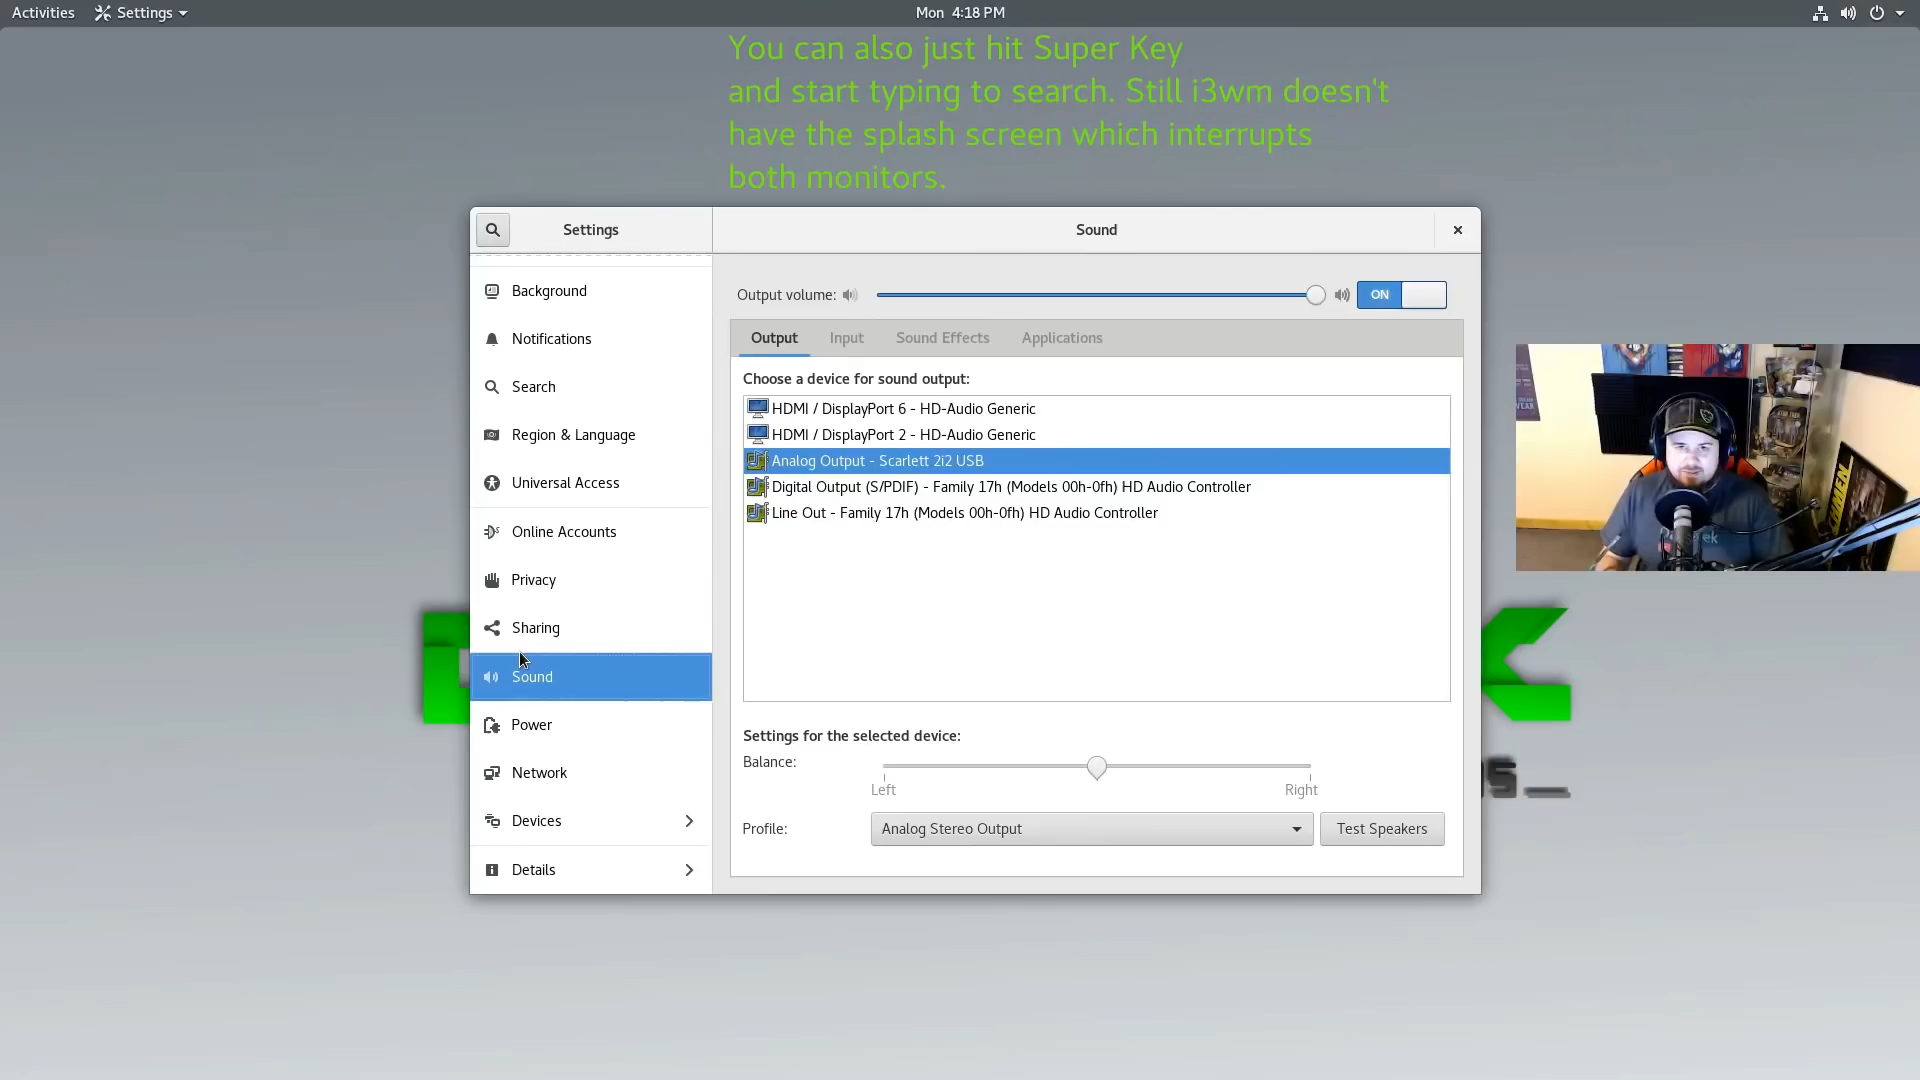 Activities
Settings
Mon 4:18 PM
You can also just hit Super Key
and start typing to search. Still i3wm doesn't
have the splash screen which interrupts
both monitors.
Settings
Sound
Background
Notifications
Search
Region & Language
Universal Access
Online Accounts
Privacy
Sharing
Sound
Power
Network
Devices
Details
Output volume:
ON
Output
Input
Sound Effects
Applications
Choose a device for sound output:
HDMI / DisplayPort 6 - HD-Audio Generic
HDMI / DisplayPort 2 - HD-Audio Generic
Analog Output - Scarlett 2i2 USB
Digital Output (S/PDIF) - Family 17h (Models 00h-0fh) HD Audio Controller
Line Out - Family 17h (Models 00h-0fh) HD Audio Controller
Settings for the selected device:
Balance:
Left
Right
Profile:
Analog Stereo Output
Test Speakers